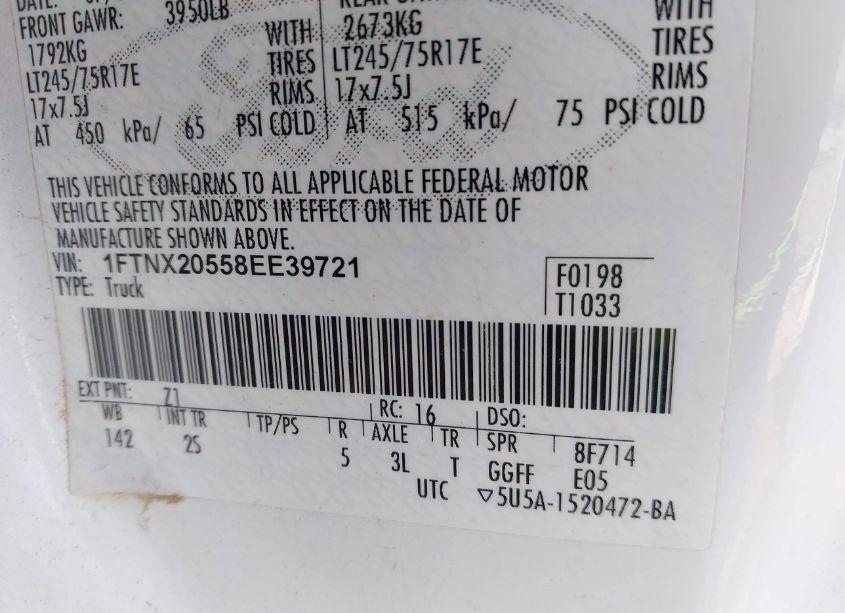 DATE:
FRONT GAWR: 3950LB
1792KG WITH 2673KG WITH
LT245/75R17E TIRES LT245/75R17E TIRES
17x7.5J RIMS 17x7.5J RIMS
AT 450 kPa/ 65 PSI COLD AT 515 kPa/ 75 PSI COLD
THIS VEHICLE CONFORMS TO ALL APPLICABLE FEDERAL MOTOR
VEHICLE SAFETY STANDARDS IN EFFECT ON THE DATE OF
MANUFACTURE SHOWN ABOVE.
VIN: 1FTNX20558EE39721
TYPE: Truck
F0198
T1033
EXT PNT: Z1 RC: 16 DSO:
WB INT TR TP/PS R AXLE TR SPR 8F714
142 2S 5 3L T GGFF E05
UTC ▽5U5A-1520472-BA